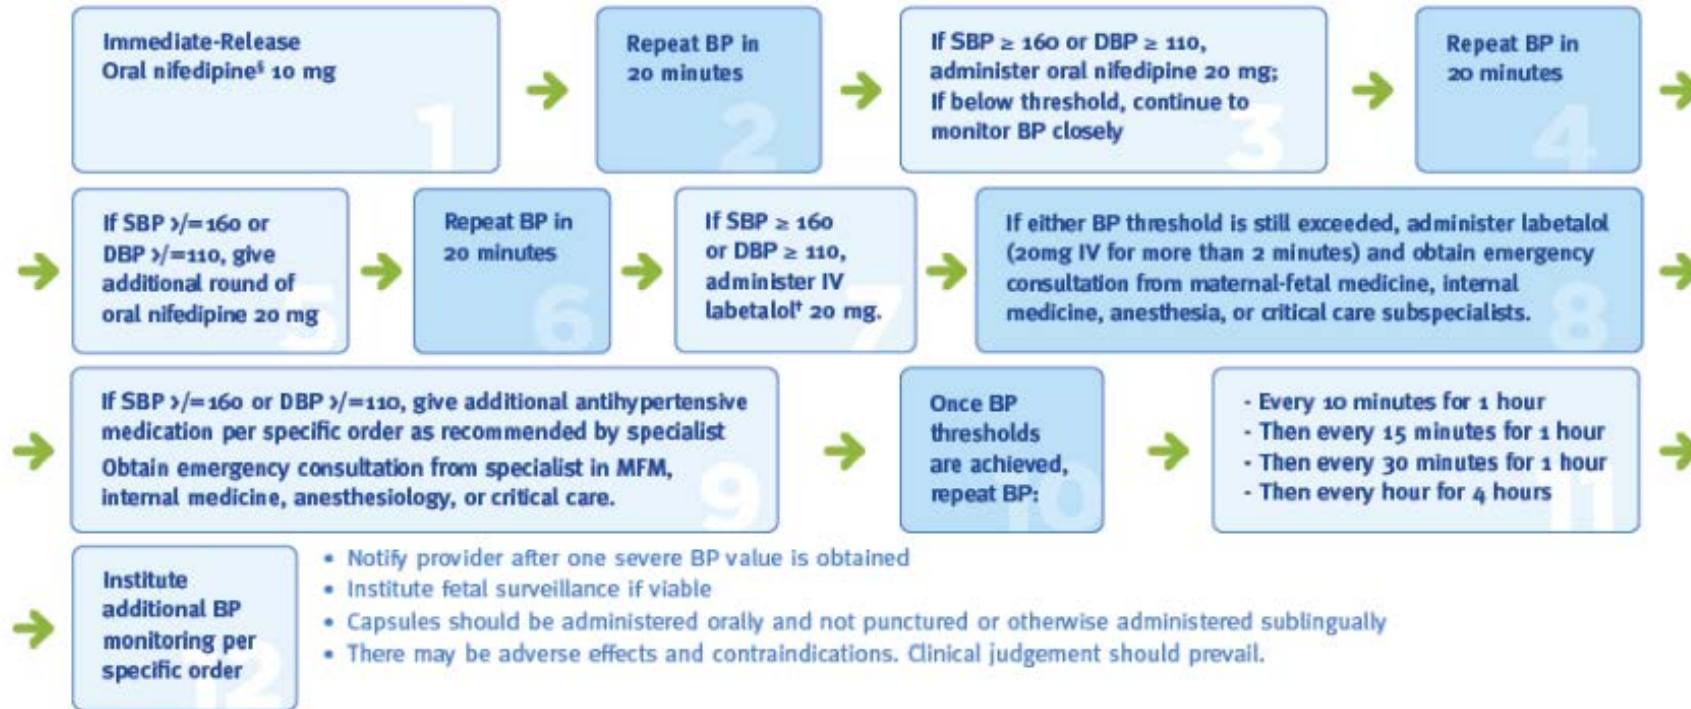 Immediate-Release
Oral nifedipine§ 10 mg
1
Repeat BP in
20 minutes
2
If SBP ≥ 160 or DBP ≥ 110,
administer oral nifedipine 20 mg;
If below threshold, continue to
monitor BP closely
3
Repeat BP in
20 minutes
4
If SBP >/=160 or
DBP >/=110, give
additional round of
oral nifedipine 20 mg
5
Repeat BP in
20 minutes
6
If SBP ≥ 160
or DBP ≥ 110,
administer IV
labetalol† 20 mg.
7
If either BP threshold is still exceeded, administer labetalol
(20mg IV for more than 2 minutes) and obtain emergency
consultation from maternal-fetal medicine, internal
medicine, anesthesia, or critical care subspecialists.
8
If SBP >/=160 or DBP >/=110, give additional antihypertensive
medication per specific order as recommended by specialist
Obtain emergency consultation from specialist in MFM,
internal medicine, anesthesiology, or critical care.
9
Once BP
thresholds
are achieved,
repeat BP:
10
- Every 10 minutes for 1 hour
- Then every 15 minutes for 1 hour
- Then every 30 minutes for 1 hour
- Then every hour for 4 hours
11
Institute
additional BP
monitoring per
specific order
12
• Notify provider after one severe BP value is obtained
• Institute fetal surveillance if viable
• Capsules should be administered orally and not punctured or otherwise administered sublingually
• There may be adverse effects and contraindications. Clinical judgement should prevail.